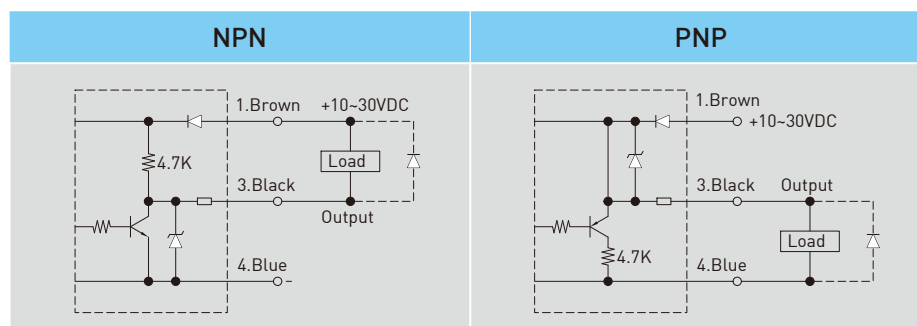 NPN
PNP
1.Brown +10~30VDC
4.7K
Load
3.Black
Output
4.Blue
1.Brown
+10~30VDC
3.Black Output
Load
4.7K
4.Blue